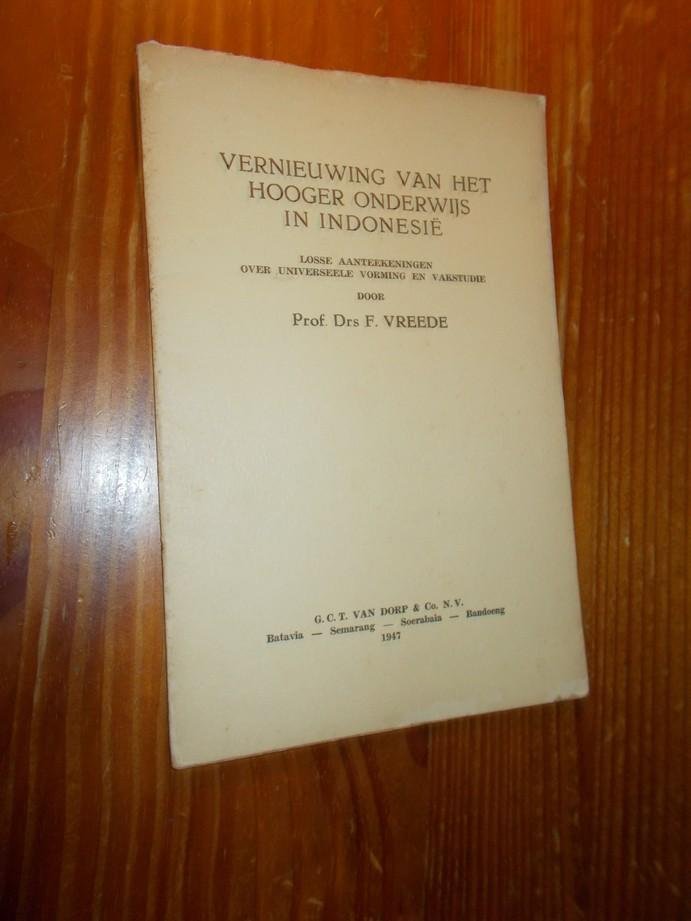 VERNIEUWING VAN HET
HOOGER ONDERWIJS
IN INDONESIË
LOSSE AANTEEKENINGEN
OVER UNIVERSEELE VORMING EN VAKSTUDIE
DOOR
Prof. Drs F. VREEDE
G. C. T. VAN DORP & Co. N. V.
Batavia — Semarang — Soerabaia — Bandoeng
1947